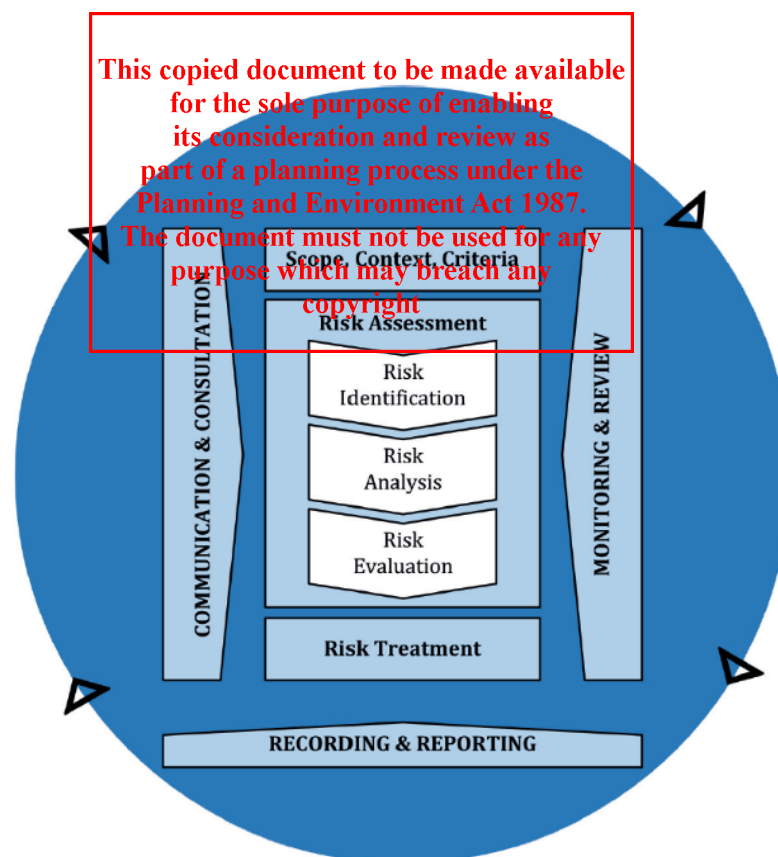 This copied document to be made available
for the sole purpose of enabling
its consideration and review as
part of a planning process under the
Planning and Environment Act 1987.
The document must not be used for any
purpose which may breach any
copyright
Scope, Context, Criteria
Risk Assessment
Risk
Identification
Risk
Analysis
Risk
Evaluation
Risk Treatment
COMMUNICATION & CONSULTATION
MONITORING & REVIEW
RECORDING & REPORTING